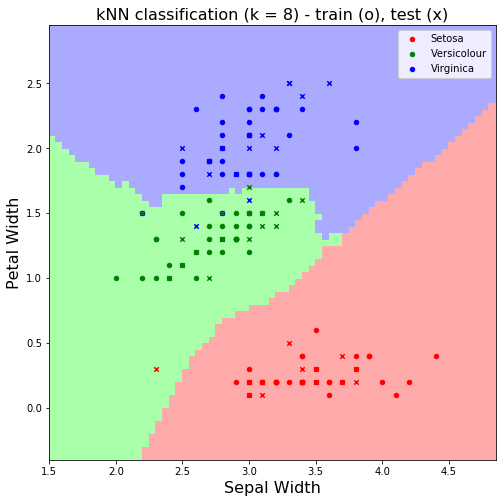 kNN classification (k = 8) - train (o), test (x)
Setosa
Versicolour
Virginica
Petal Width
2.5
2.0
1.5
1.0
0.5
0.0
1.5 2.0 2.5 3.0 3.5 4.0 4.5
Sepal Width